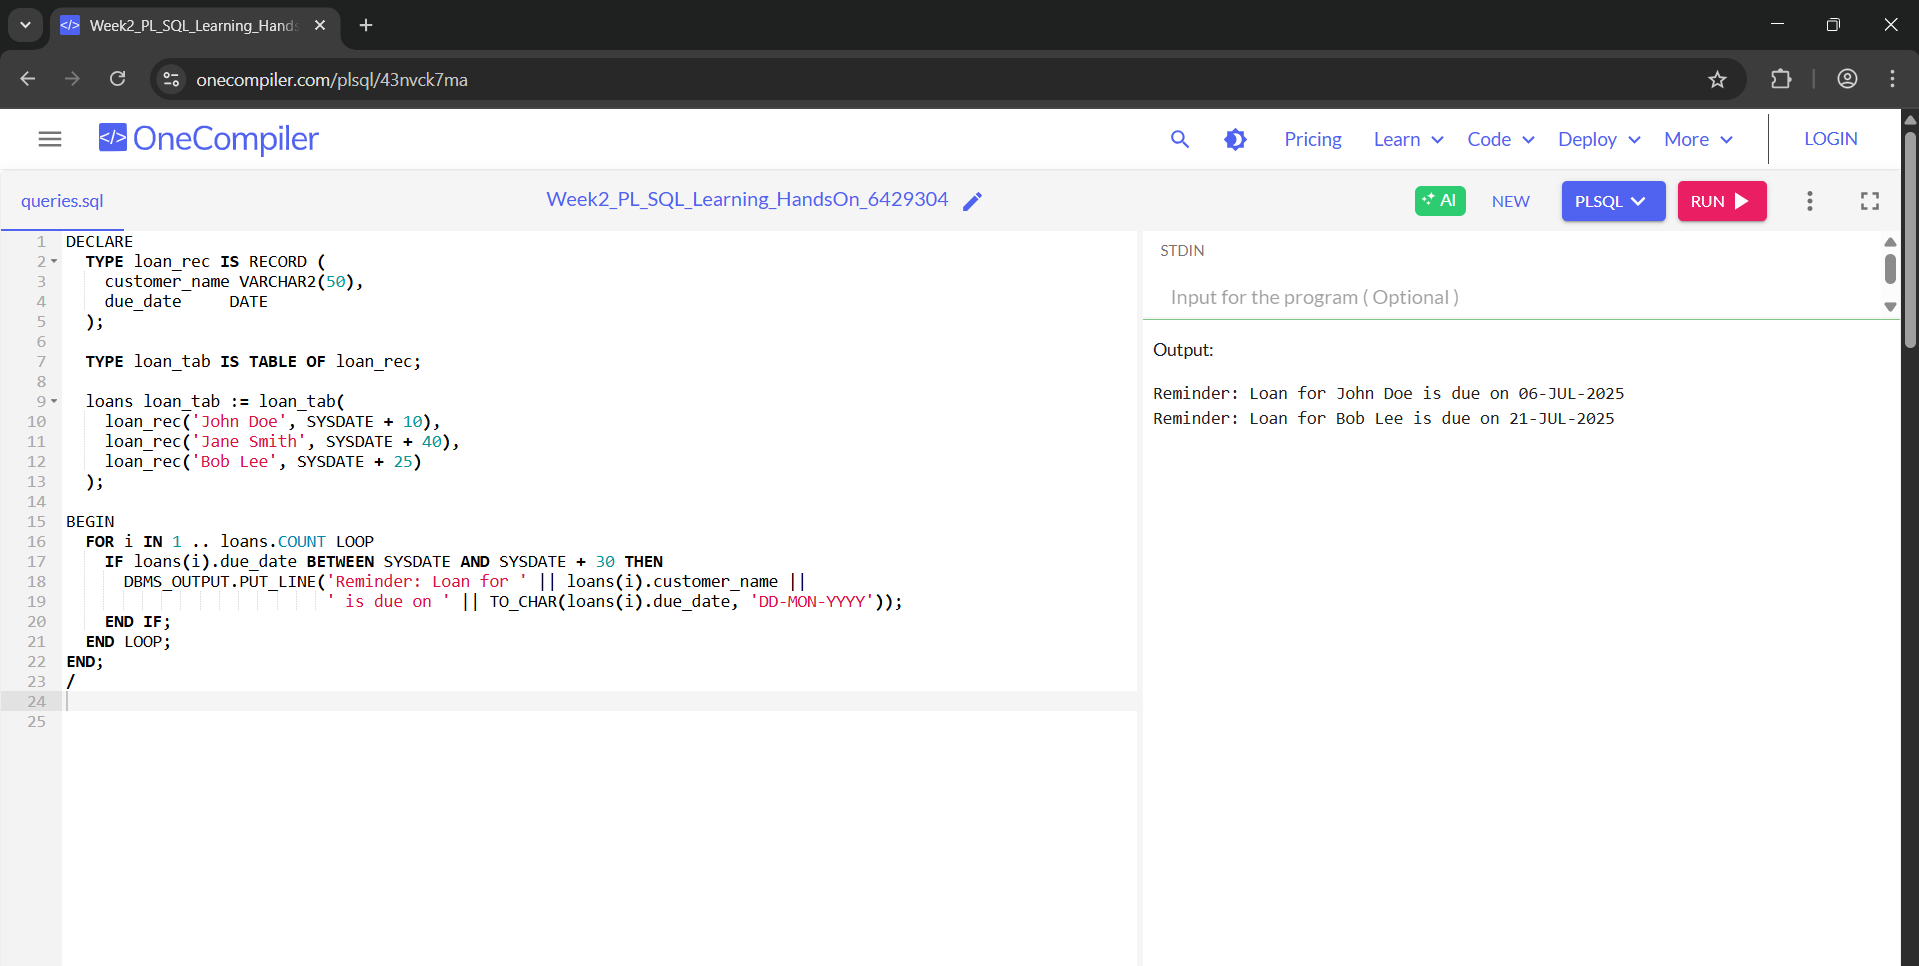 Week2_PL_SQL_Learning_Hands
onecompiler.com/plsql/43nvck7ma
</> OneCompiler
Pricing Learn Code Deploy More LOGIN
queries.sql Week2_PL_SQL_Learning_HandsOn_6429304 AI NEW PLSQL RUN
1 DECLARE
2 TYPE loan_rec IS RECORD (
3 customer_name VARCHAR2(50),
4 due_date     DATE
5 );
6
7 TYPE loan_tab IS TABLE OF loan_rec;
8
9 loans loan_tab := loan_tab(
10 loan_rec('John Doe', SYSDATE + 10),
11 loan_rec('Jane Smith', SYSDATE + 40),
12 loan_rec('Bob Lee', SYSDATE + 25)
13 );
14
15 BEGIN
16 FOR i IN 1 .. loans.COUNT LOOP
17 IF loans(i).due_date BETWEEN SYSDATE AND SYSDATE + 30 THEN
18 DBMS_OUTPUT.PUT_LINE('Reminder: Loan for ' || loans(i).customer_name ||
19 ' is due on ' || TO_CHAR(loans(i).due_date, 'DD-MON-YYYY'));
20 END IF;
21 END LOOP;
22 END;
23 /
24
25
STDIN
Input for the program ( Optional )
Output:
Reminder: Loan for John Doe is due on 06-JUL-2025
Reminder: Loan for Bob Lee is due on 21-JUL-2025